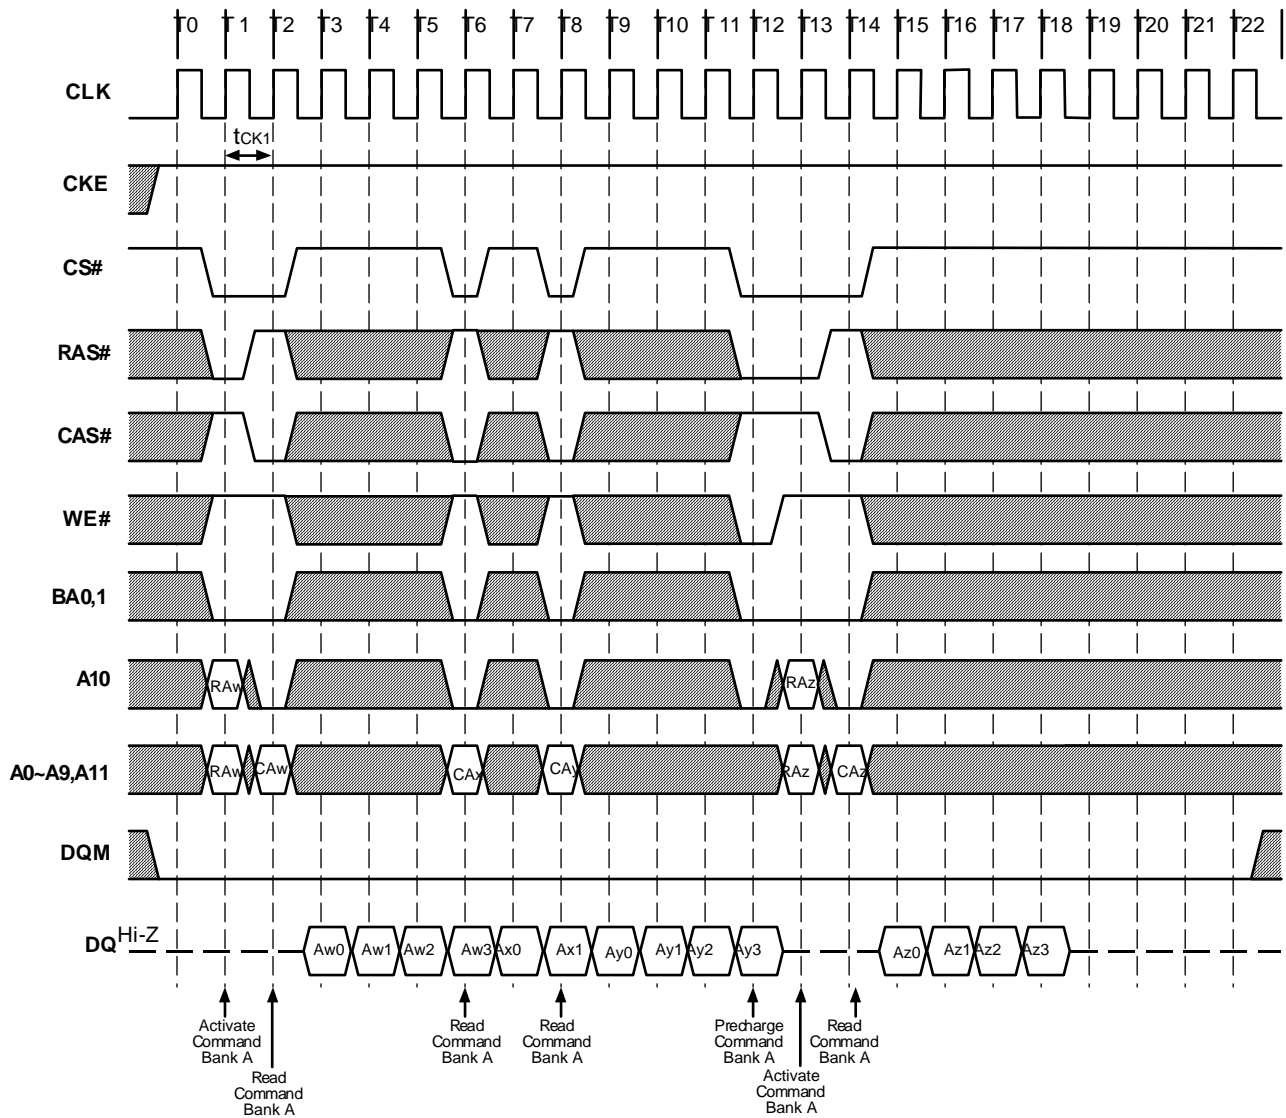 T0 T1 T2 T3 T4 T5 T6 T7 T8 T9 T10 T11 T12 T13 T14 T15 T16 T17 T18 T19 T20 T21 T22
CLK
tCK1
CKE
CS#
RAS#
CAS#
WE#
BA0,1
A10
RAw RAz
A0~A9,A11
RAw CAw CAx CAy RAz CAz
DQM
DQ Hi-Z
Aw0 Aw1 Aw2 Aw3 Ax0 Ax1 Ay0 Ay1 Ay2 Ay3 Az0 Az1 Az2 Az3
Activate
Command
Bank A
Read
Command
Bank A
Read
Command
Bank A
Read
Command
Bank A
Precharge
Command
Bank A
Activate
Command
Bank A
Read
Command
Bank A